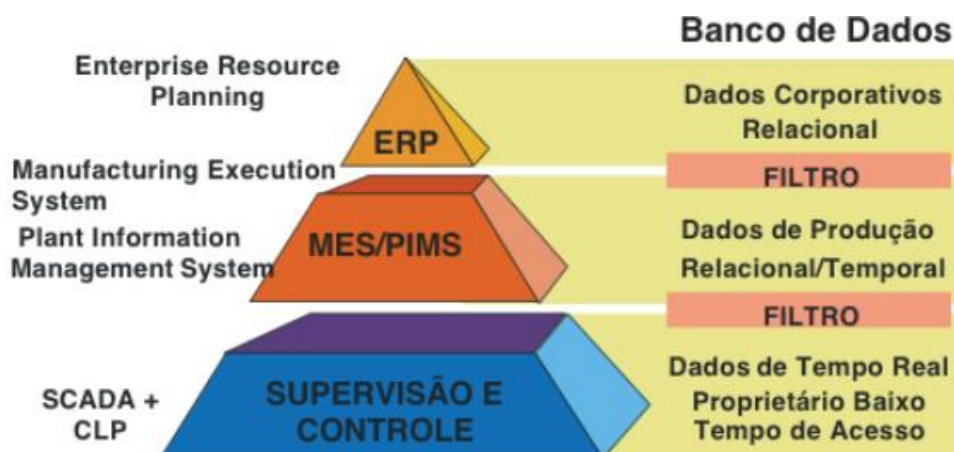 Banco de Dados
Enterprise Resource
Planning
ERP
Dados Corporativos
Relacional
FILTRO
Manufacturing Execution
System
Plant Information
Management System
MES/PIMS
Dados de Produção
Relacional/Temporal
FILTRO
SCADA +
CLP
SUPERVISÃO E
CONTROLE
Dados de Tempo Real
Proprietário Baixo
Tempo de Acesso